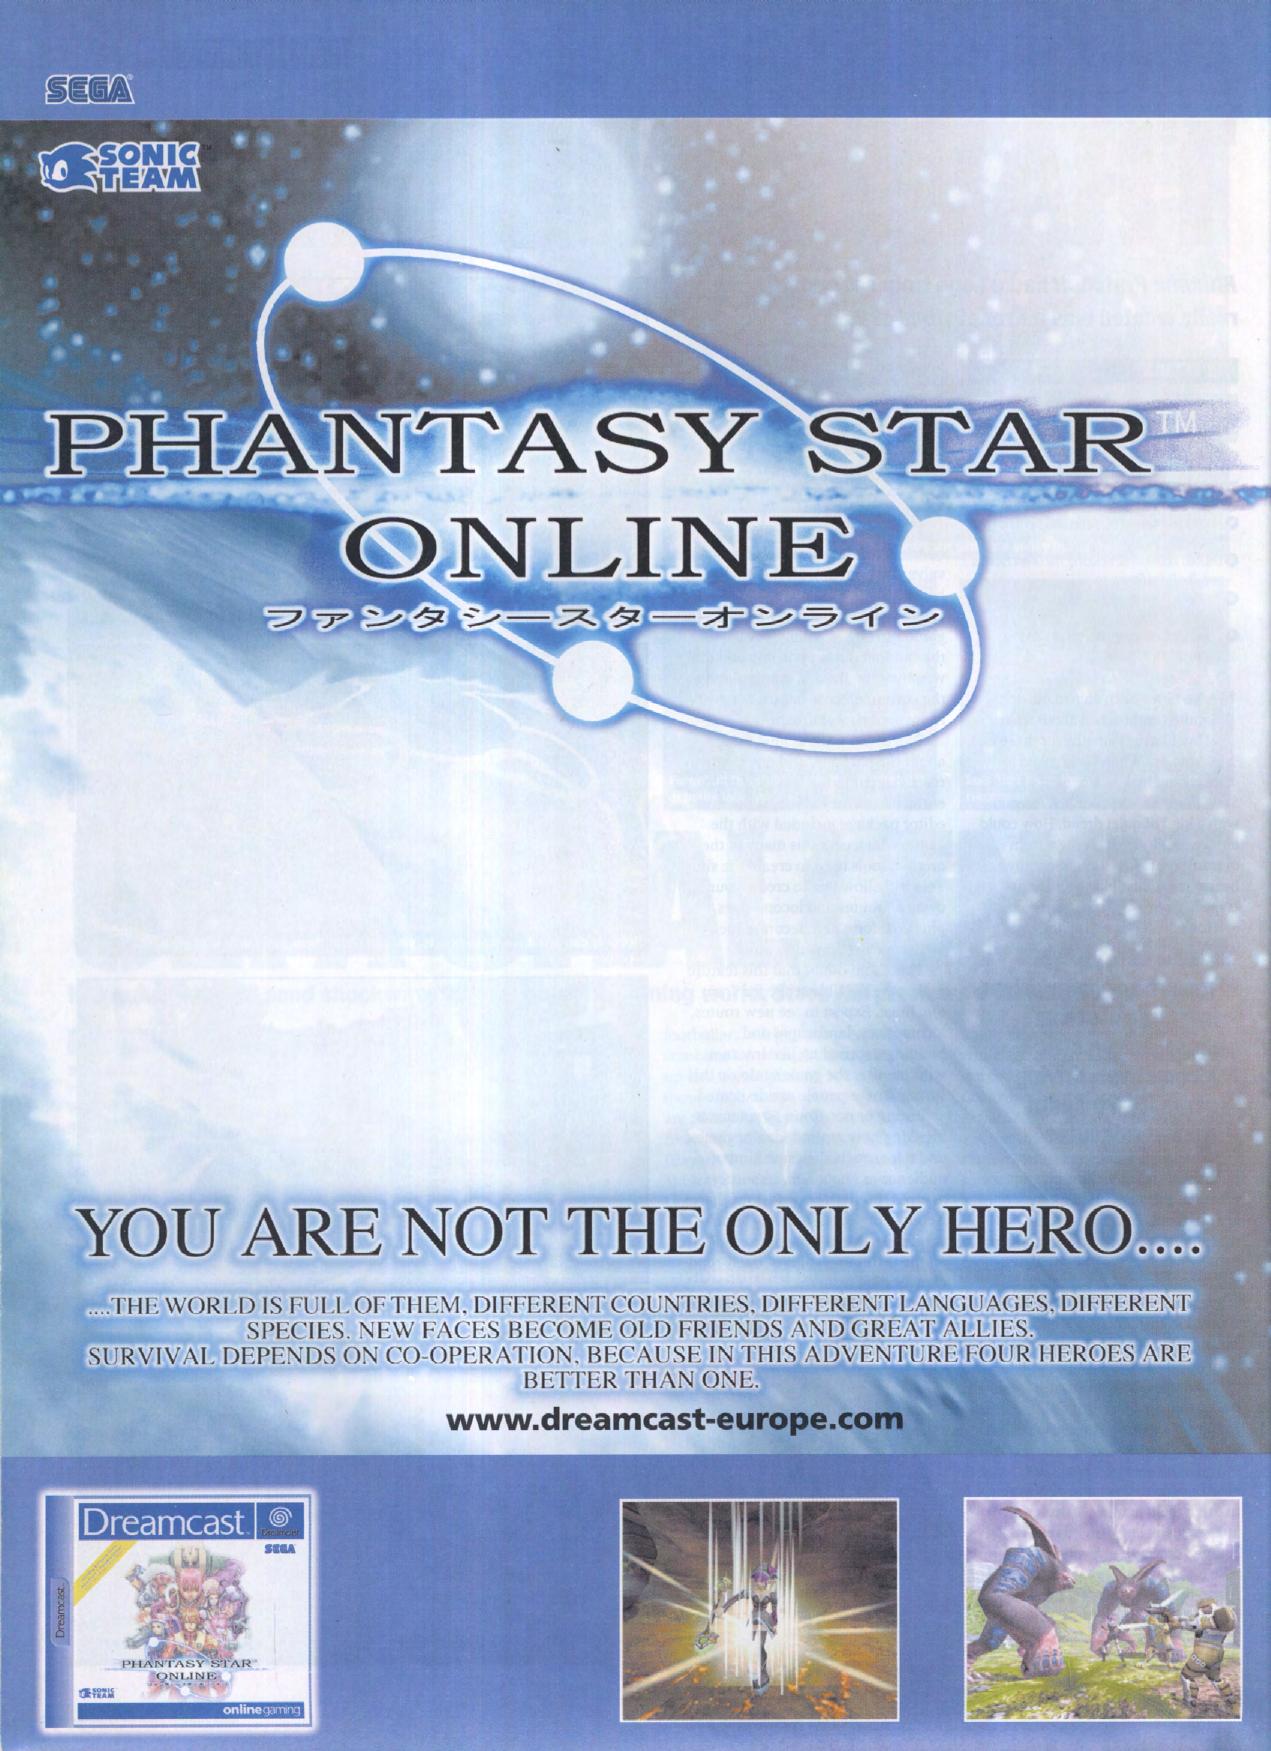 SEGA
SONIC
TEAM
PHANTASY STAR™
ONLINE
ファンタシースターオンライン
YOU ARE NOT THE ONLY HERO....
....THE WORLD IS FULL OF THEM, DIFFERENT COUNTRIES, DIFFERENT LANGUAGES, DIFFERENT
SPECIES. NEW FACES BECOME OLD FRIENDS AND GREAT ALLIES.
SURVIVAL DEPENDS ON CO-OPERATION, BECAUSE IN THIS ADVENTURE FOUR HEROES ARE
BETTER THAN ONE.
www.dreamcast-europe.com
Dreamcast
Dreamcast
SEGA
Dreamcast
PHANTASY STAR
ONLINE
SONIC
TEAM
onlinegaming